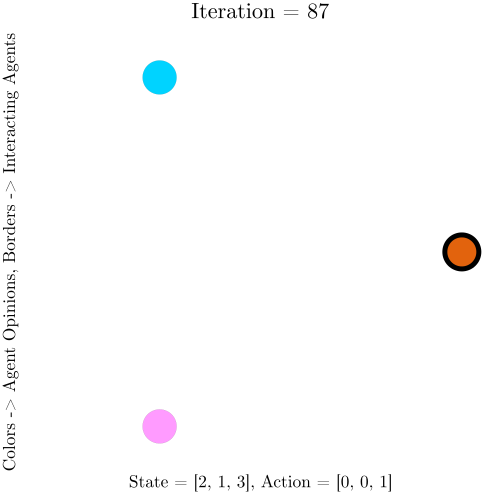 Iteration = 87
Colors -> Agent Opinions, Borders -> Interacting Agents
State = [2, 1, 3], Action = [0, 0, 1]